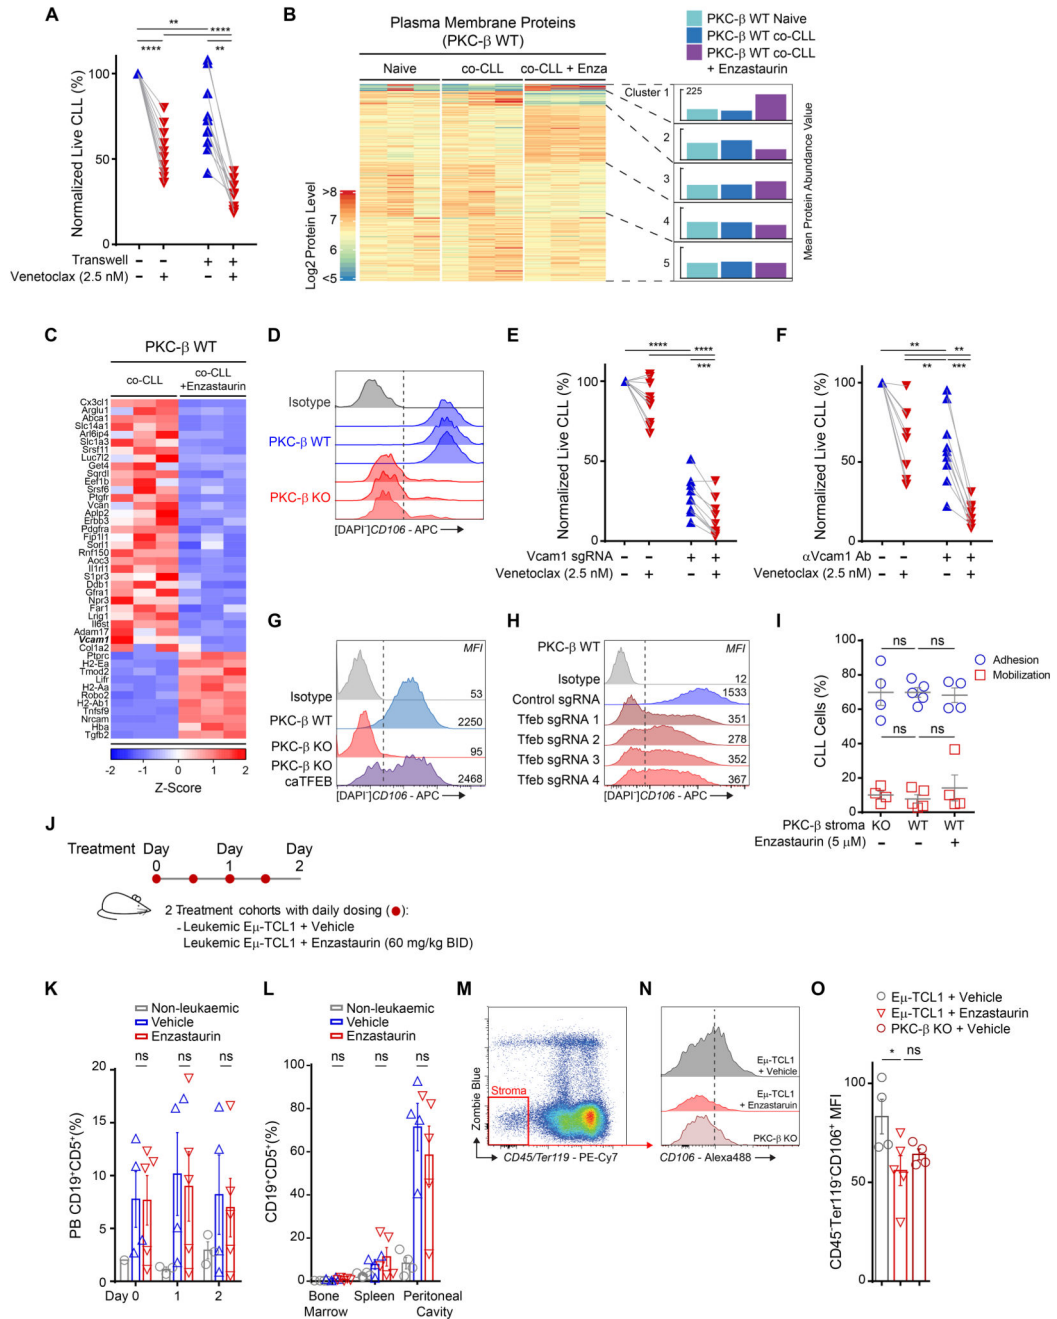 A
**
****
****
**
100
50
0
Normalized Live CLL (%)
Transwell
Venetoclax (2.5 nM)
- - + +
- + - +
B
Plasma Membrane Proteins
(PKC-β WT)
Naive
co-CLL
co-CLL + Enza
PKC-β WT Naive
PKC-β WT co-CLL
PKC-β WT co-CLL
+ Enzastaurin
Cluster 1
225
2
3
4
5
Mean Protein Abundance Value
Log2 Protein Level
>8
7
6
<5
C
PKC-β WT
co-CLL
co-CLL
+Enzastaurin
Cx3cl1
Arglu1
Abca1
Slc14a1
Arl6ip4
Slc1a3
Srsf11
Luc7l2
Get4
Sqrdl
Eef1b
Srsf6
Ptgfr
Vcan
Apip2
Erbb3
Pdgfra
Fip1l1
Sorl1
Rnf150
Aoc3
Il1rl1
S1pr3
Ddb1
Gfra1
Npr3
Far1
Lrig1
Il6st
Adam17
Vcam1
Col1a2
Ptprc
H2-Ea
Tmod2
Lifr
H2-Aa
Robo2
H2-Ab1
Tnfsf9
Nrcam
Hba
Tgfb2
-2 -1 0 1 2
Z-Score
D
Isotype
PKC-β WT
PKC-β KO
[DAPI-]CD106 - APC
E
****
****
***
100
50
0
Normalized Live CLL (%)
Vcam1 sgRNA
Venetoclax (2.5 nM)
- - + +
- + - +
F
**
**
**
***
100
50
0
Normalized Live CLL (%)
αVcam1 Ab
Venetoclax (2.5 nM)
- - + +
- + - +
G
MFI
Isotype
53
PKC-β WT
2250
PKC-β KO
95
PKC-β KO
caTFEB
2468
[DAPI-]CD106 - APC
H
PKC-β WT
MFI
Isotype
12
Control sgRNA
1533
Tfeb sgRNA 1
351
Tfeb sgRNA 2
278
Tfeb sgRNA 3
352
Tfeb sgRNA 4
367
[DAPI-]CD106 - APC
I
100
80
60
40
20
0
CLL Cells (%)
ns ns
ns ns
Adhesion
Mobilization
PKC-β stroma KO WT WT
Enzastaurin (5 μM) - - +
J
Treatment
Day Day Day
0 1 2
2 Treatment cohorts with daily dosing ( ):
- Leukemic Eμ-TCL1 + Vehicle
Leukemic Eμ-TCL1 + Enzastaurin (60 mg/kg BID)
K
Non-leukaemic
Vehicle
Enzastaurin
ns ns ns
20
15
10
5
0
PB CD19+CD5+(%)
Day 0 1 2
L
Non-leukaemic
Vehicle
Enzastaurin
ns ns ns
100
80
60
40
20
0
CD19+CD5+(%)
Bone
Marrow
Spleen
Peritoneal
Cavity
M
Zombie Blue
Stroma
CD45/Ter119 - PE-Cy7
N
Eμ-TCL1
+ Vehicle
Eμ-TCL1
+ Enzastaruin
PKC-β KO
CD106 - Alexa488
O
Eμ-TCL1 + Vehicle
Eμ-TCL1 + Enzastaurin
PKC-β KO + Vehicle
* ns
100
50
0
CD45-Ter119-CD106+ MFI